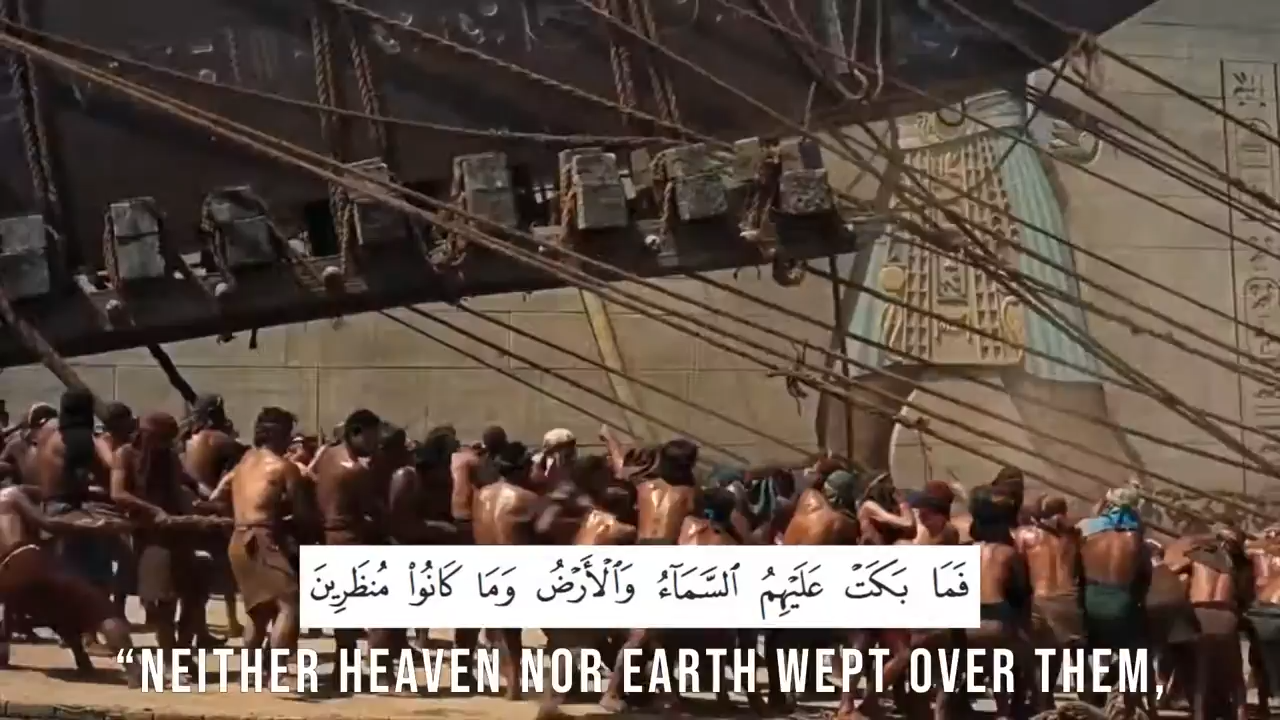 فَمَا بَكَتْ عَلَيْهِمُ ٱلسَّمَآءُ وَٱلْأَرْضُ وَمَا كَانُوا۟ مُنظَرِينَ
“NEITHER HEAVEN NOR EARTH WEPT OVER THEM,